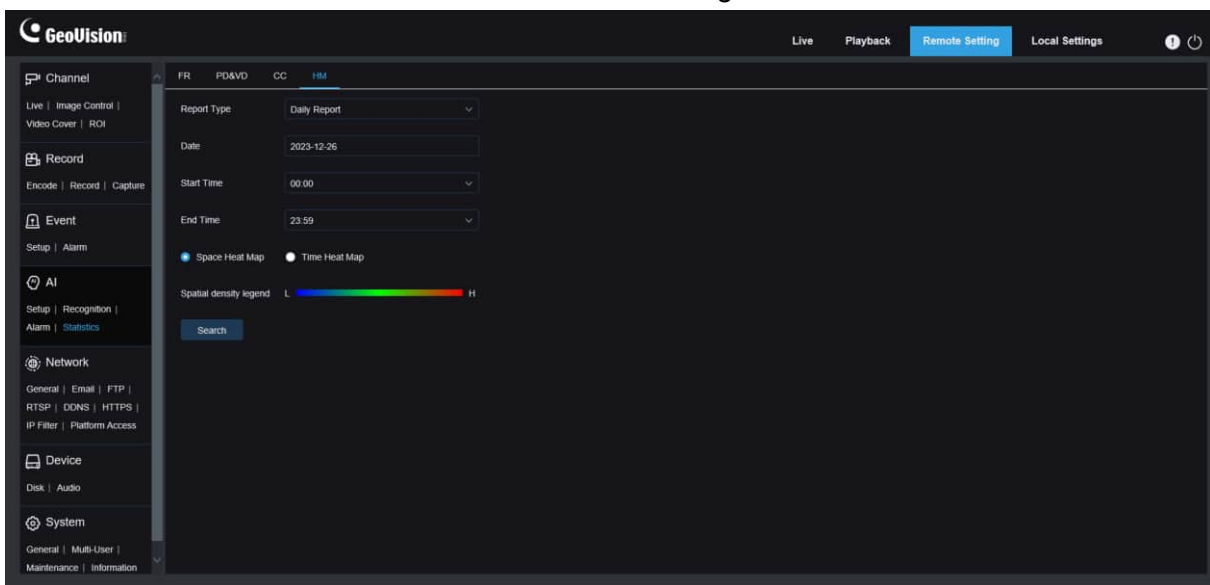 GeoVision
Live Playback Remote Setting Local Settings
Channel
Live | Image Control |
Video Cover | ROI
Record
Encode | Record | Capture
Event
Setup | Alarm
AI
Setup | Recognition |
Alarm | Statistics
Network
General | Email | FTP |
RTSP | DDNS | HTTPS |
IP Filter | Platform Access
Device
Disk | Audio
System
General | Multi-User |
Maintenance | Information
FR PD&VD CC HM
Report Type Daily Report
Date 2023-12-26
Start Time 00:00
End Time 23:59
Space Heat Map Time Heat Map
Spatial density legend L H
Search